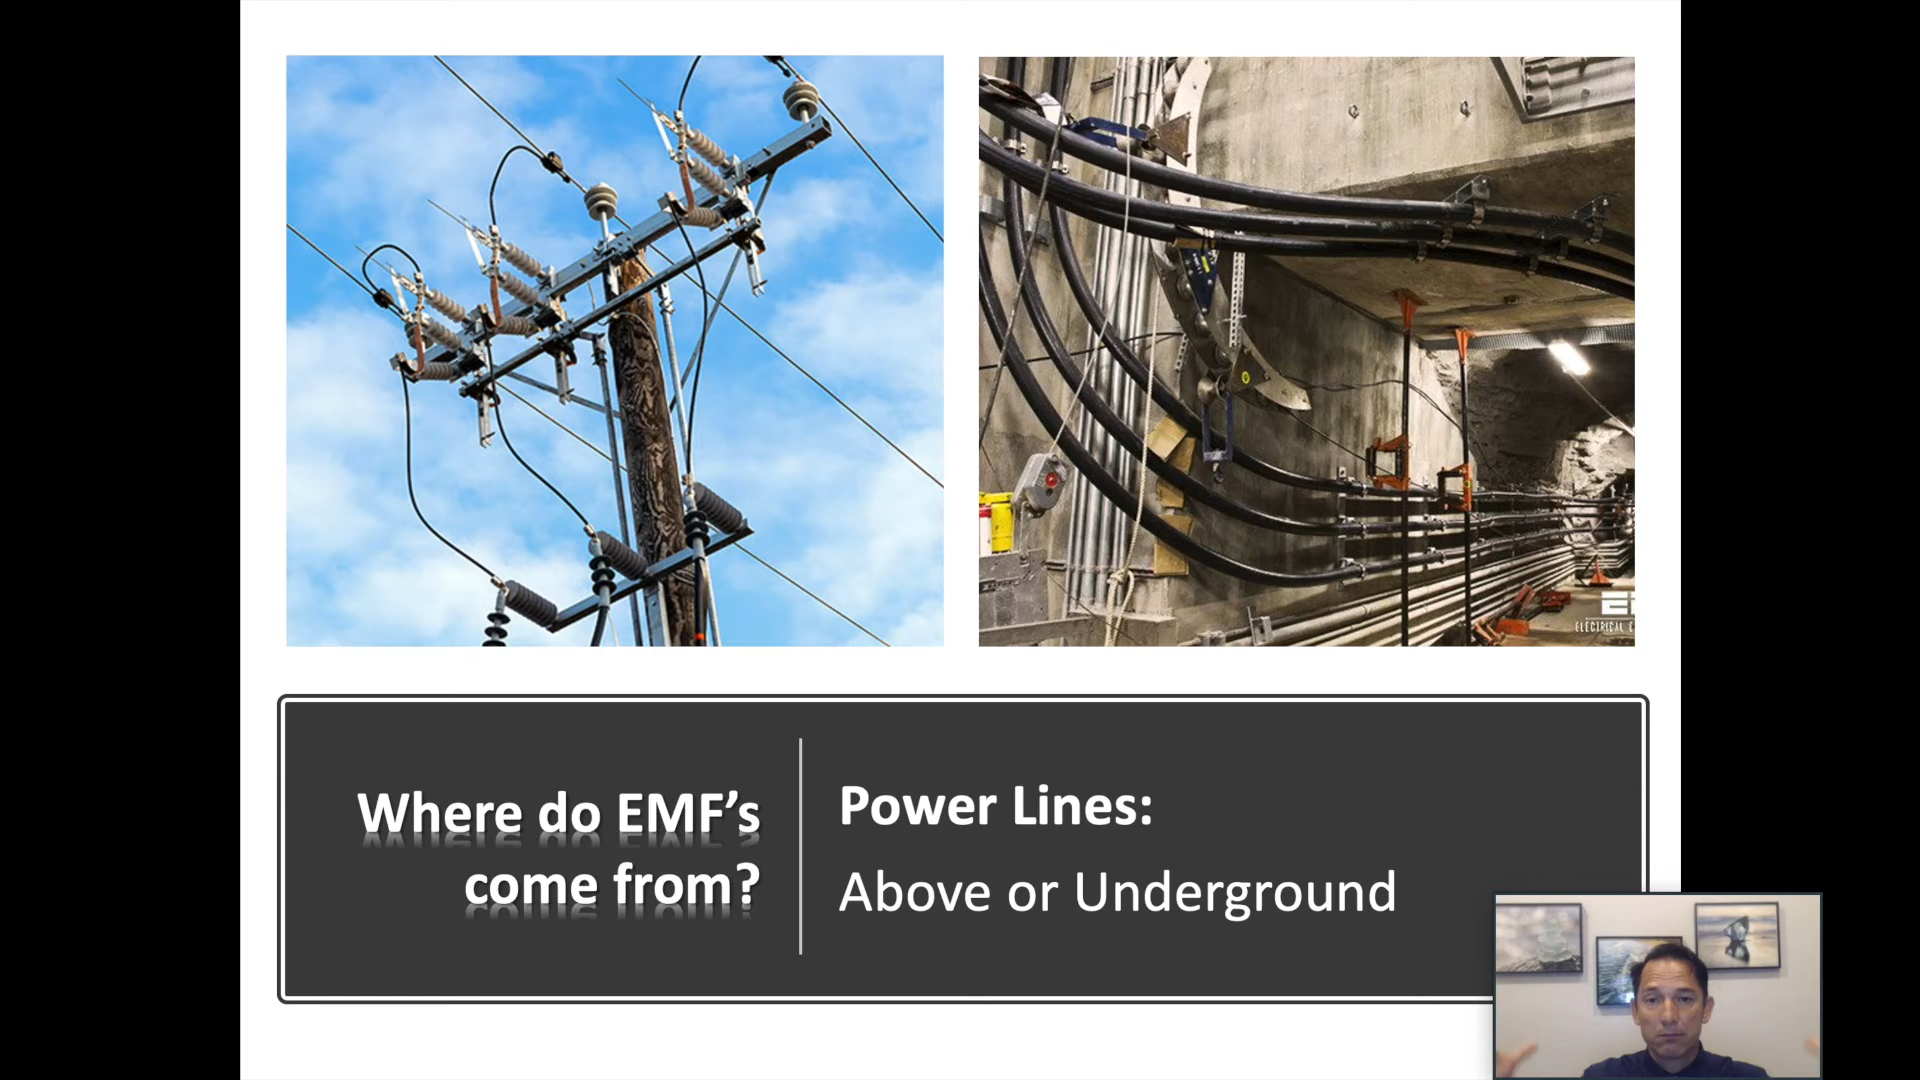 Where do EMF’s
come from?
Power Lines:
Above or Underground